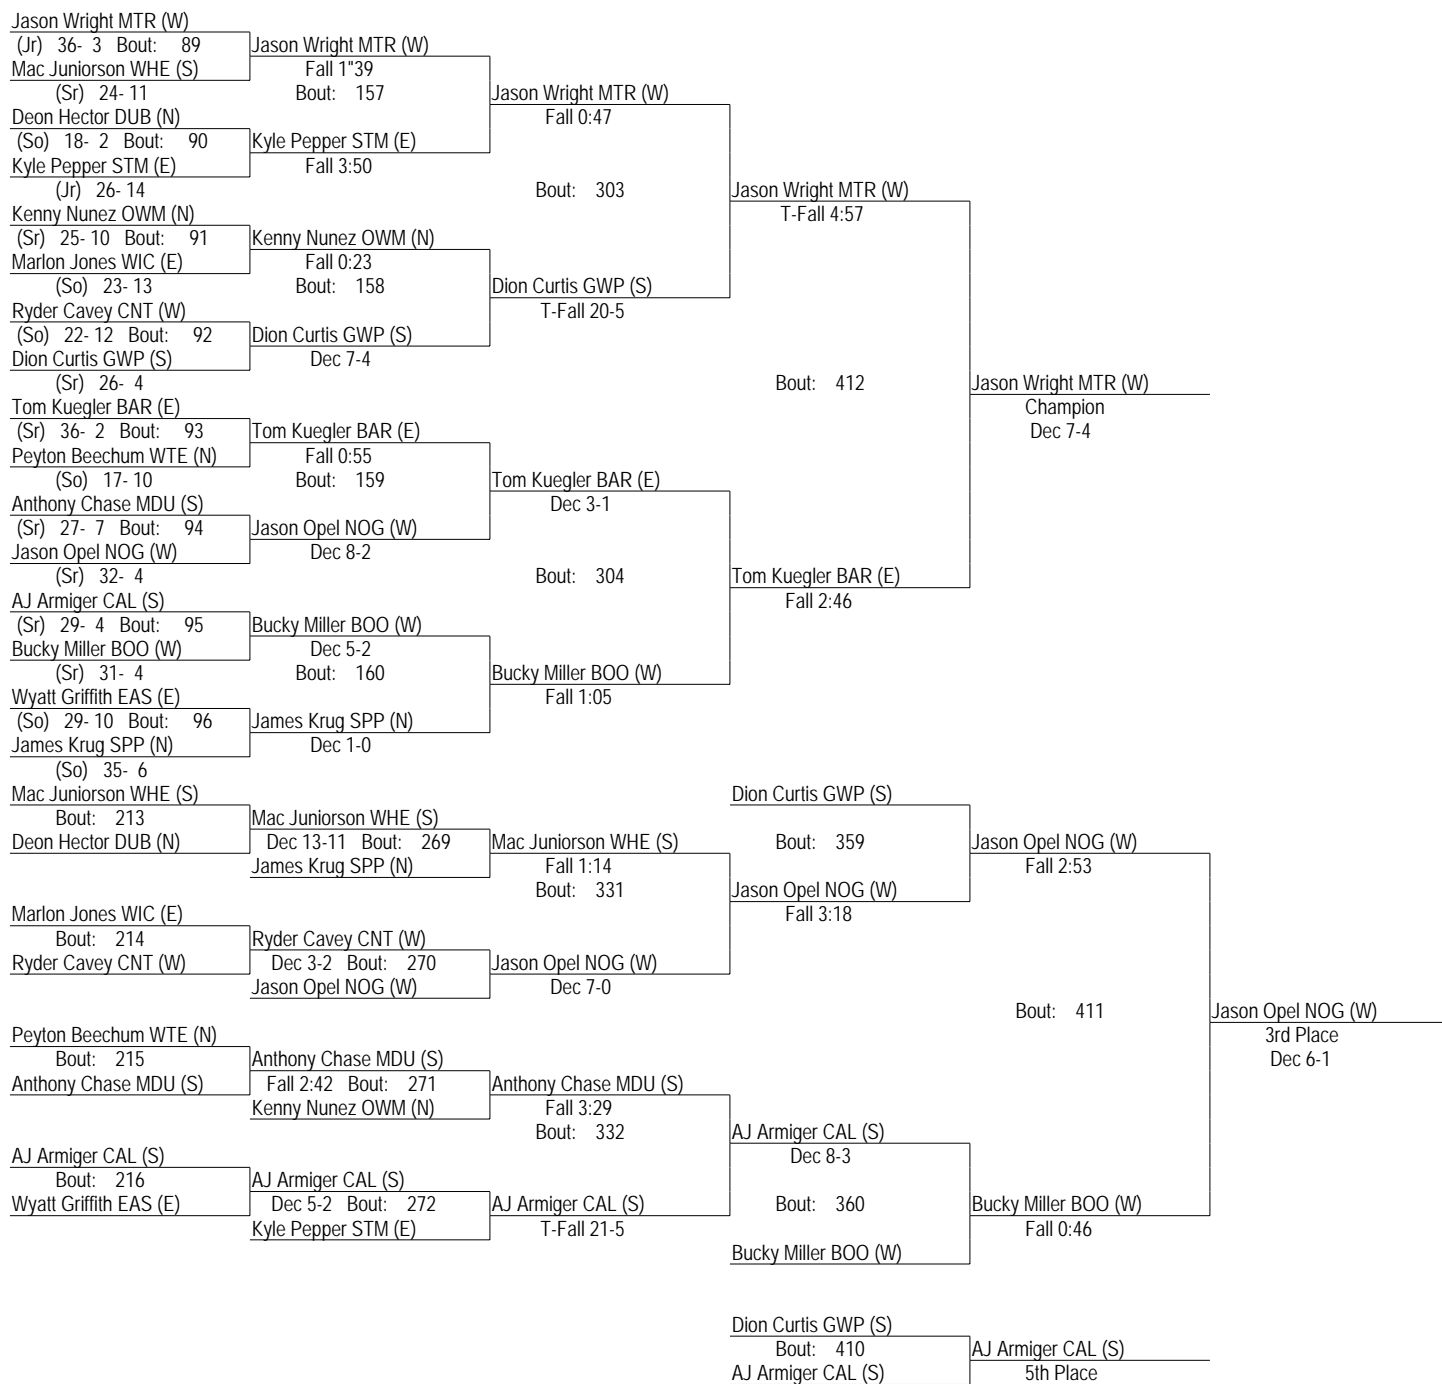 Jason Wright MTR (W)
(Jr) 36- 3 Bout: 89
Jason Wright MTR (W)
Mac Juniorson WHE (S)
Fall 1"39
(Sr) 24- 11
Bout: 157
Jason Wright MTR (W)
Deon Hector DUB (N)
Fall 0:47
(So) 18- 2 Bout: 90
Kyle Pepper STM (E)
Kyle Pepper STM (E)
Fall 3:50
(Jr) 26- 14
Bout: 303
Jason Wright MTR (W)
Kenny Nunez OWM (N)
T-Fall 4:57
(Sr) 25- 10 Bout: 91
Kenny Nunez OWM (N)
Marlon Jones WIC (E)
Fall 0:23
(So) 23- 13
Bout: 158
Dion Curtis GWP (S)
Ryder Cavey CNT (W)
T-Fall 20-5
(So) 22- 12 Bout: 92
Dion Curtis GWP (S)
Dion Curtis GWP (S)
Dec 7-4
(Sr) 26- 4
Bout: 412
Jason Wright MTR (W)
Tom Kuegler BAR (E)
Champion
(Sr) 36- 2 Bout: 93
Tom Kuegler BAR (E)
Dec 7-4
Peyton Beechum WTE (N)
Fall 0:55
(So) 17- 10
Bout: 159
Tom Kuegler BAR (E)
Anthony Chase MDU (S)
Dec 3-1
(Sr) 27- 7 Bout: 94
Jason Opel NOG (W)
Jason Opel NOG (W)
Dec 8-2
(Sr) 32- 4
Bout: 304
Tom Kuegler BAR (E)
AJ Armiger CAL (S)
Fall 2:46
(Sr) 29- 4 Bout: 95
Bucky Miller BOO (W)
Bucky Miller BOO (W)
Dec 5-2
(Sr) 31- 4
Bout: 160
Bucky Miller BOO (W)
Wyatt Griffith EAS (E)
Fall 1:05
(So) 29- 10 Bout: 96
James Krug SPP (N)
James Krug SPP (N)
Dec 1-0
(So) 35- 6
Mac Juniorson WHE (S)
Dion Curtis GWP (S)
Bout: 213
Mac Juniorson WHE (S)
Deon Hector DUB (N)
Dec 13-11 Bout: 269
Mac Juniorson WHE (S)
Bout: 359
Jason Opel NOG (W)
James Krug SPP (N)
Fall 1:14
Fall 2:53
Bout: 331
Jason Opel NOG (W)
Marlon Jones WIC (E)
Fall 3:18
Bout: 214
Ryder Cavey CNT (W)
Ryder Cavey CNT (W)
Dec 3-2 Bout: 270
Jason Opel NOG (W)
Jason Opel NOG (W)
Dec 7-0
Bout: 411
Jason Opel NOG (W)
Peyton Beechum WTE (N)
3rd Place
Bout: 215
Anthony Chase MDU (S)
Dec 6-1
Anthony Chase MDU (S)
Fall 2:42 Bout: 271
Anthony Chase MDU (S)
Kenny Nunez OWM (N)
Fall 3:29
Bout: 332
AJ Armiger CAL (S)
AJ Armiger CAL (S)
Dec 8-3
Bout: 216
AJ Armiger CAL (S)
Wyatt Griffith EAS (E)
Dec 5-2 Bout: 272
AJ Armiger CAL (S)
Bout: 360
Bucky Miller BOO (W)
Kyle Pepper STM (E)
T-Fall 21-5
Fall 0:46
Bucky Miller BOO (W)
Dion Curtis GWP (S)
Bout: 410
AJ Armiger CAL (S)
AJ Armiger CAL (S)
5th Place